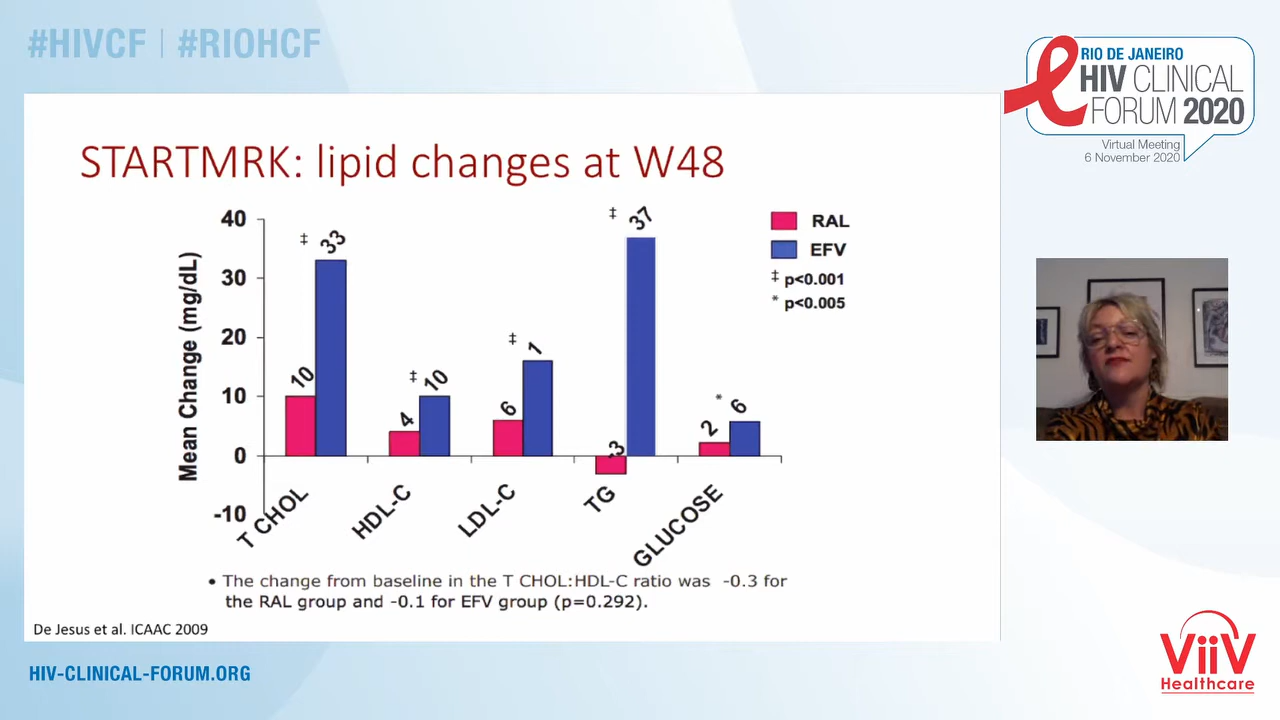 #HIVCF | #RIOHCF
RIO DE JANEIRO
HIV CLINICAL
FORUM 2020
Virtual Meeting
6 November 2020
STARTMRK: lipid changes at W48
Mean Change (mg/dL)
40
30
20
10
0
-10
‡ 33
10
‡ 10
4
‡ 1
6
‡ 37
-3
* 6
2
T CHOL
HDL-C
LDL-C
TG
GLUCOSE
RAL
EFV
‡ p<0.001
* p<0.005
• The change from baseline in the T CHOL:HDL-C ratio was -0.3 for
the RAL group and -0.1 for EFV group (p=0.292).
De Jesus et al. ICAAC 2009
HIV-CLINICAL-FORUM.ORG
ViiV
Healthcare